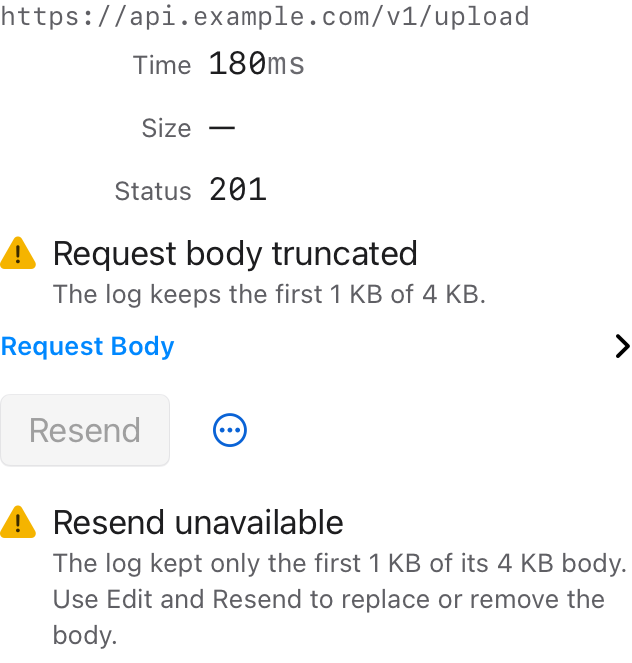 https://api.example.com/v1/upload
Time 180ms
Size —
Status 201
Request body truncated
The log keeps the first 1 KB of 4 KB.
Request Body
Resend
Resend unavailable
The log kept only the first 1 KB of its 4 KB body.
Use Edit and Resend to replace or remove the
body.